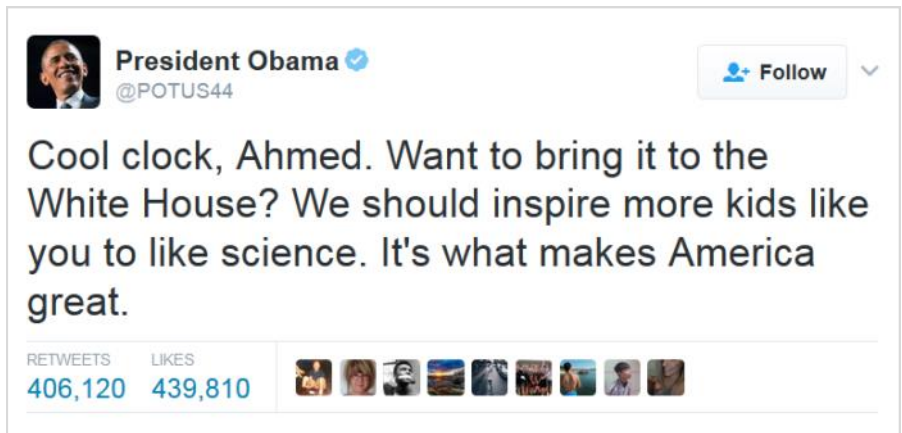 President Obama
@POTUS44
Follow
Cool clock, Ahmed. Want to bring it to the
White House? We should inspire more kids like
you to like science. It's what makes America
great.
RETWEETS LIKES
406,120 439,810